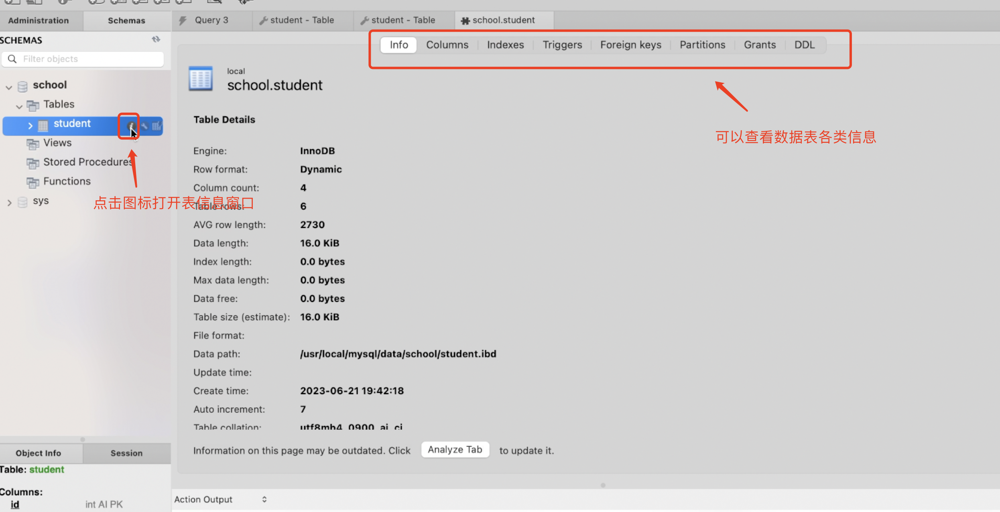 Administration
Schemas
Query 3
student - Table
student - Table
school.student
SCHEMAS
Filter objects
school
Tables
student
Views
Stored Procedures
Functions
sys
点击图标打开表信息窗口
Info
Columns
Indexes
Triggers
Foreign keys
Partitions
Grants
DDL
可以查看数据表各类信息
local
school.student
Table Details
Engine: InnoDB
Row format: Dynamic
Column count: 4
Table rows: 6
AVG row length: 2730
Data length: 16.0 KiB
Index length: 0.0 bytes
Max data length: 0.0 bytes
Data free: 0.0 bytes
Table size (estimate): 16.0 KiB
File format:
Data path: /usr/local/mysql/data/school/student.ibd
Update time:
Create time: 2023-06-21 19:42:18
Auto increment: 7
Table collation: utf8mb4_0900_ai_ci
Information on this page may be outdated. Click Analyze Tab to update it.
Object Info
Session
Table: student
Columns:
id int AI PK
Action Output